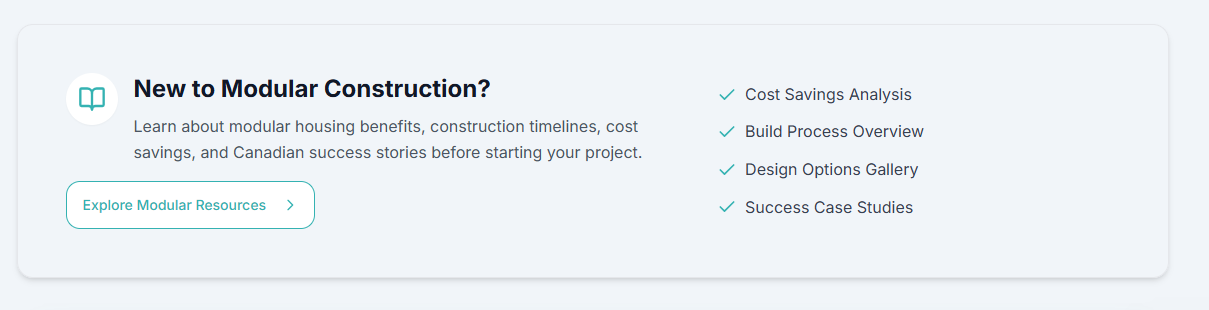 New to Modular Construction?
Learn about modular housing benefits, construction timelines, cost
savings, and Canadian success stories before starting your project.
Explore Modular Resources
Cost Savings Analysis
Build Process Overview
Design Options Gallery
Success Case Studies